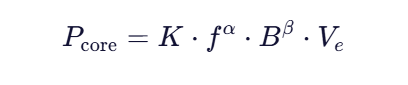 P_core = K · f^α · B^β · V_e